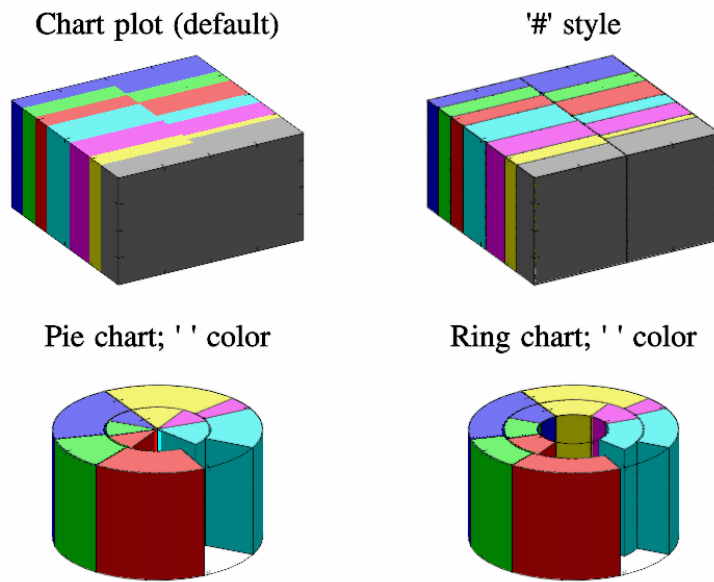 Chart plot (default)
'#' style
Pie chart; ' ' color
Ring chart; ' ' color